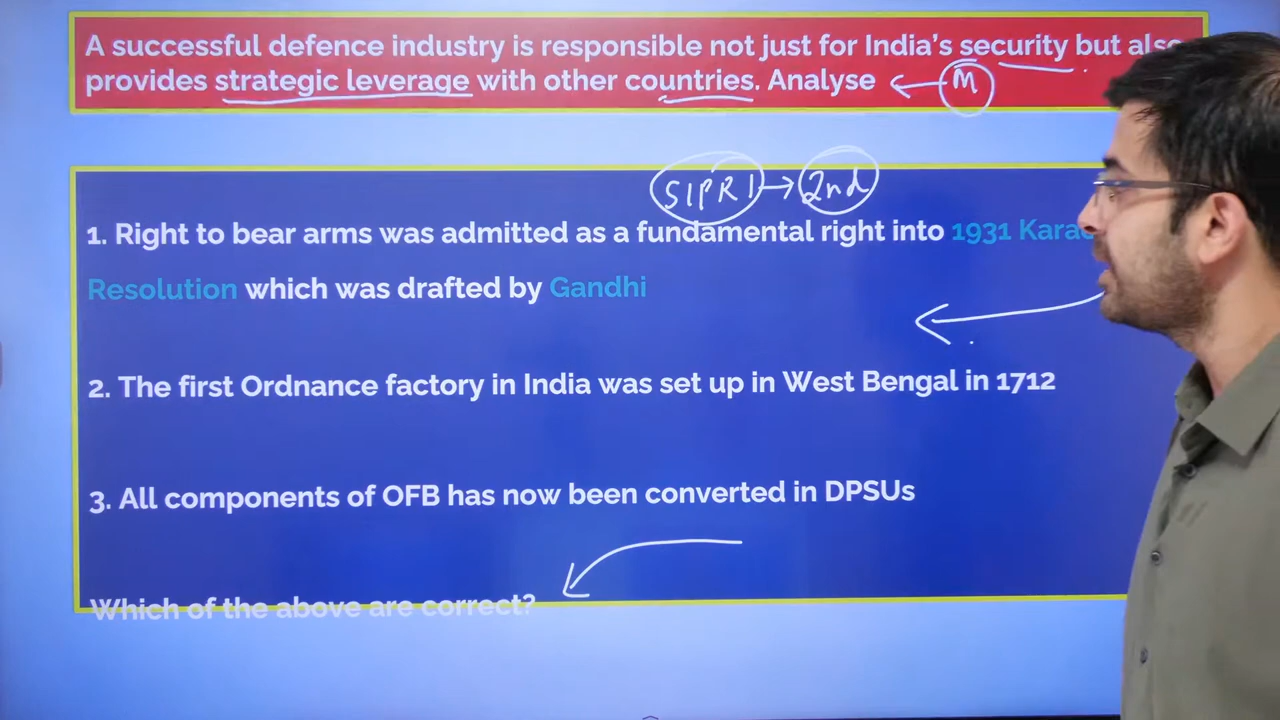 A successful defence industry is responsible not just for India's security but also
provides strategic leverage with other countries. Analyse ← M
SIPRI → 2nd
1. Right to bear arms was admitted as a fundamental right into 1931
Resolution which was drafted by Gandhi
2. The first Ordnance factory in India was set up in West Bengal in 1712
3. All components of OFB has now been converted in DPSUs
Which of the above are correct?